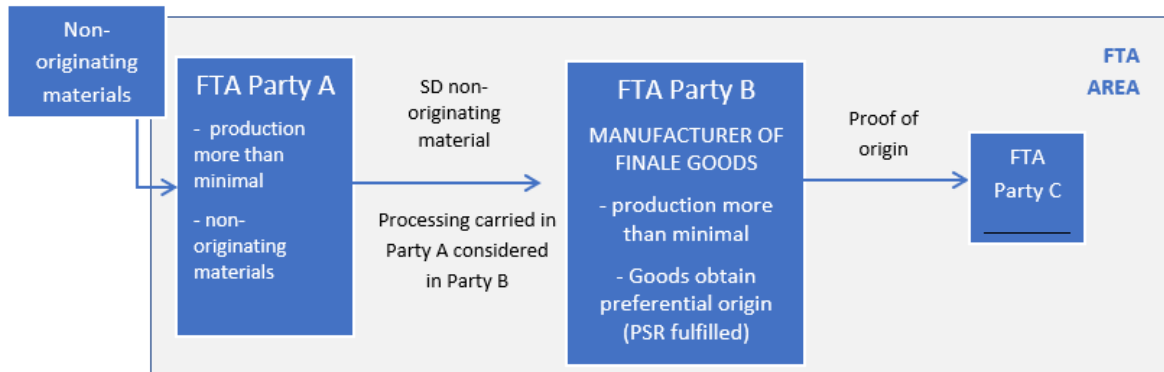 Non-
originating
materials
FTA Party A
- production
more than
minimal
- non-
originating
materials
SD non-
originating
material
Processing carried in
Party A considered
in Party B
FTA Party B
MANUFACTURER OF
FINALE GOODS
- production more
than minimal
- Goods obtain
preferential origin
(PSR fulfilled)
Proof of
origin
FTA
AREA
FTA
Party C